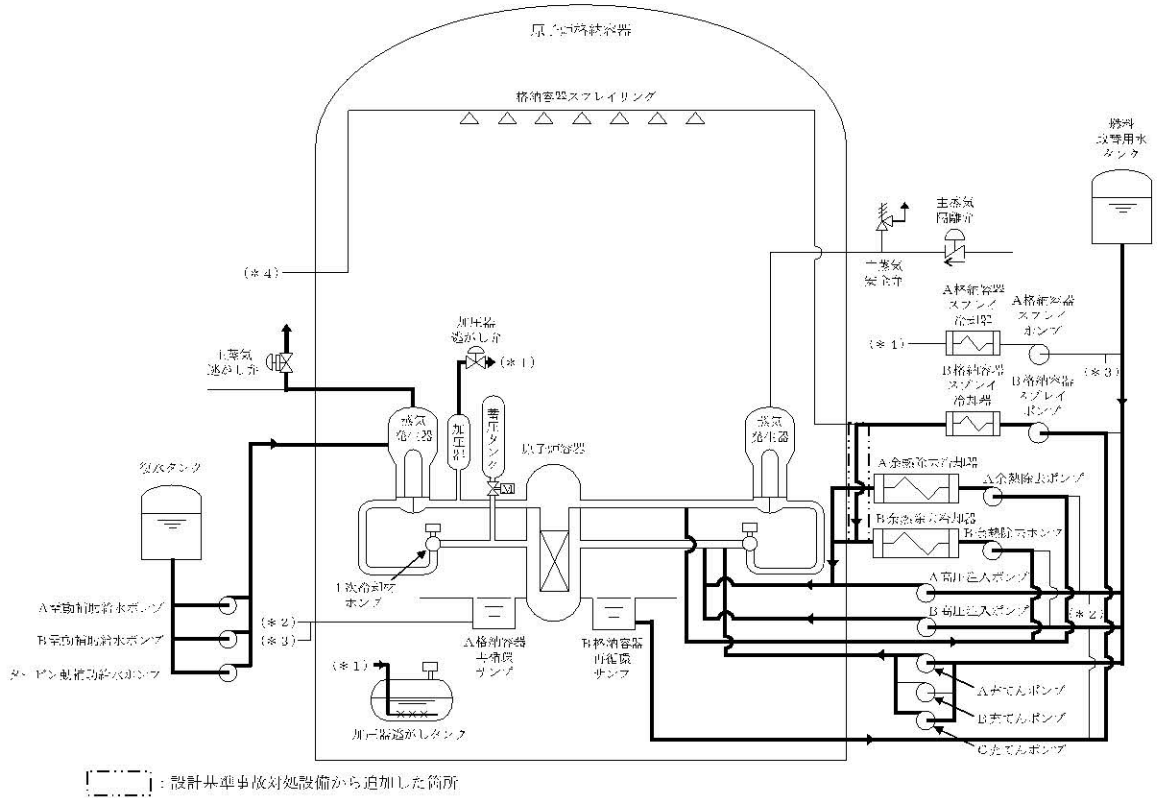 原子炉格納容器
格納容器スプレイリング
燃料
取替用水
タンク
主蒸気
隔離弁
主蒸気
安全弁
(＊4)
A格納容器
スプレイ
冷却器
A格納容器
スプレイ
ポンプ
(＊4)
(＊3)
加圧器
逃がし弁
(＊1)
主蒸気
逃がし弁
B格納容器
スプレイ
冷却器
B格納容器
スプレイ
ポンプ
蒸気
発生器
加圧器
蓄圧タンク
M
原子炉容器
蒸気
発生器
復水タンク
A余熱除去冷却器
A余熱除去ポンプ
B余熱除去冷却器
B余熱除去ポンプ
1次冷却材
ポンプ
A高圧注入ポンプ
A電動補助給水ポンプ
(＊2)
B高圧注入ポンプ
(＊2)
B電動補助給水ポンプ
(＊3)
A格納容器
再循環
サンプ
B格納容器
再循環
サンプ
(＊1)
タービン動補助給水ポンプ
A充てんポンプ
B充てんポンプ
C充てんポンプ
加圧器逃がしタンク
：設計基準事故対処設備から追加した箇所